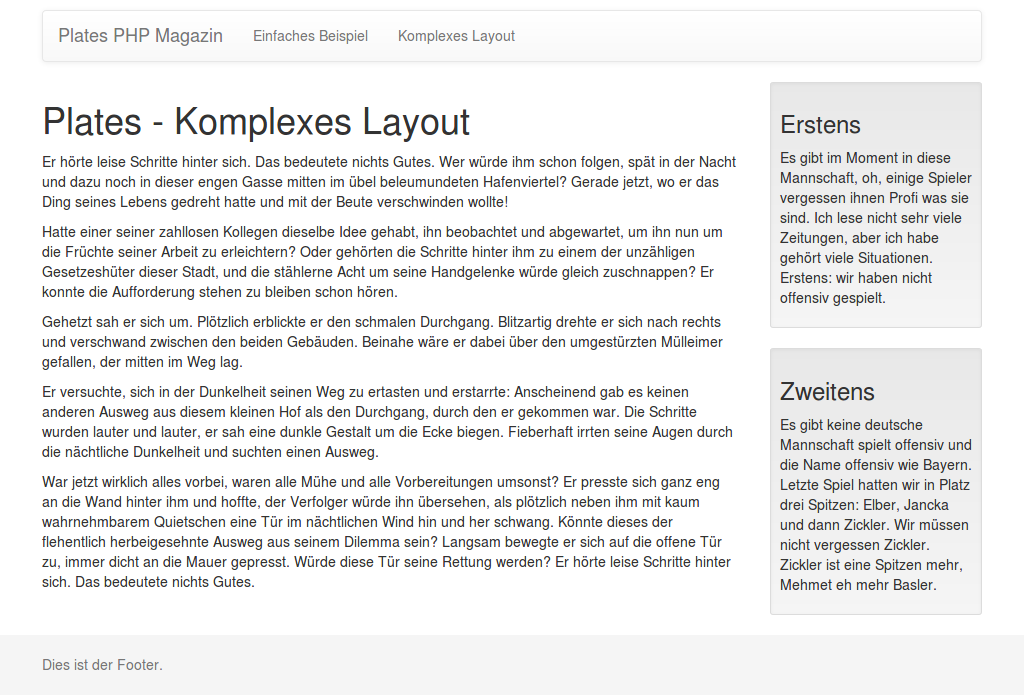 Plates PHP Magazin Einfaches Beispiel Komplexes Layout
Plates - Komplexes Layout
Er hörte leise Schritte hinter sich. Das bedeutete nichts Gutes. Wer würde ihm schon folgen, spät in der Nacht
und dazu noch in dieser engen Gasse mitten im übel beleumundeten Hafenviertel? Gerade jetzt, wo er das
Ding seines Lebens gedreht hatte und mit der Beute verschwinden wollte!
Hatte einer seiner zahllosen Kollegen dieselbe Idee gehabt, ihn beobachtet und abgewartet, um ihn nun um
die Früchte seiner Arbeit zu erleichtern? Oder gehörten die Schritte hinter ihm zu einem der unzähligen
Gesetzeshüter dieser Stadt, und die stählerne Acht um seine Handgelenke würde gleich zuschnappen? Er
konnte die Aufforderung stehen zu bleiben schon hören.
Gehetzt sah er sich um. Plötzlich erblickte er den schmalen Durchgang. Blitzartig drehte er sich nach rechts
und verschwand zwischen den beiden Gebäuden. Beinahe wäre er dabei über den umgestürzten Mülleimer
gefallen, der mitten im Weg lag.
Er versuchte, sich in der Dunkelheit seinen Weg zu ertasten und erstarrte: Anscheinend gab es keinen
anderen Ausweg aus diesem kleinen Hof als den Durchgang, durch den er gekommen war. Die Schritte
wurden lauter und lauter, er sah eine dunkle Gestalt um die Ecke biegen. Fieberhaft irrten seine Augen durch
die nächtliche Dunkelheit und suchten einen Ausweg.
War jetzt wirklich alles vorbei, waren alle Mühe und alle Vorbereitungen umsonst? Er presste sich ganz eng
an die Wand hinter ihm und hoffte, der Verfolger würde ihn übersehen, als plötzlich neben ihm mit kaum
wahrnehmbarem Quietschen eine Tür im nächtlichen Wind hin und her schwang. Könnte dieses der
flehentlich herbeigesehnte Ausweg aus seinem Dilemma sein? Langsam bewegte er sich auf die offene Tür
zu, immer dicht an die Mauer gepresst. Würde diese Tür seine Rettung werden? Er hörte leise Schritte hinter
sich. Das bedeutete nichts Gutes.
Erstens
Es gibt im Moment in diese
Mannschaft, oh, einige Spieler
vergessen ihnen Profi was sie
sind. Ich lese nicht sehr viele
Zeitungen, aber ich habe
gehört viele Situationen.
Erstens: wir haben nicht
offensiv gespielt.
Zweitens
Es gibt keine deutsche
Mannschaft spielt offensiv und
die Name offensiv wie Bayern.
Letzte Spiel hatten wir in Platz
drei Spitzen: Elber, Jancka
und dann Zickler. Wir müssen
nicht vergessen Zickler.
Zickler ist eine Spitzen mehr,
Mehmet eh mehr Basler.
Dies ist der Footer.